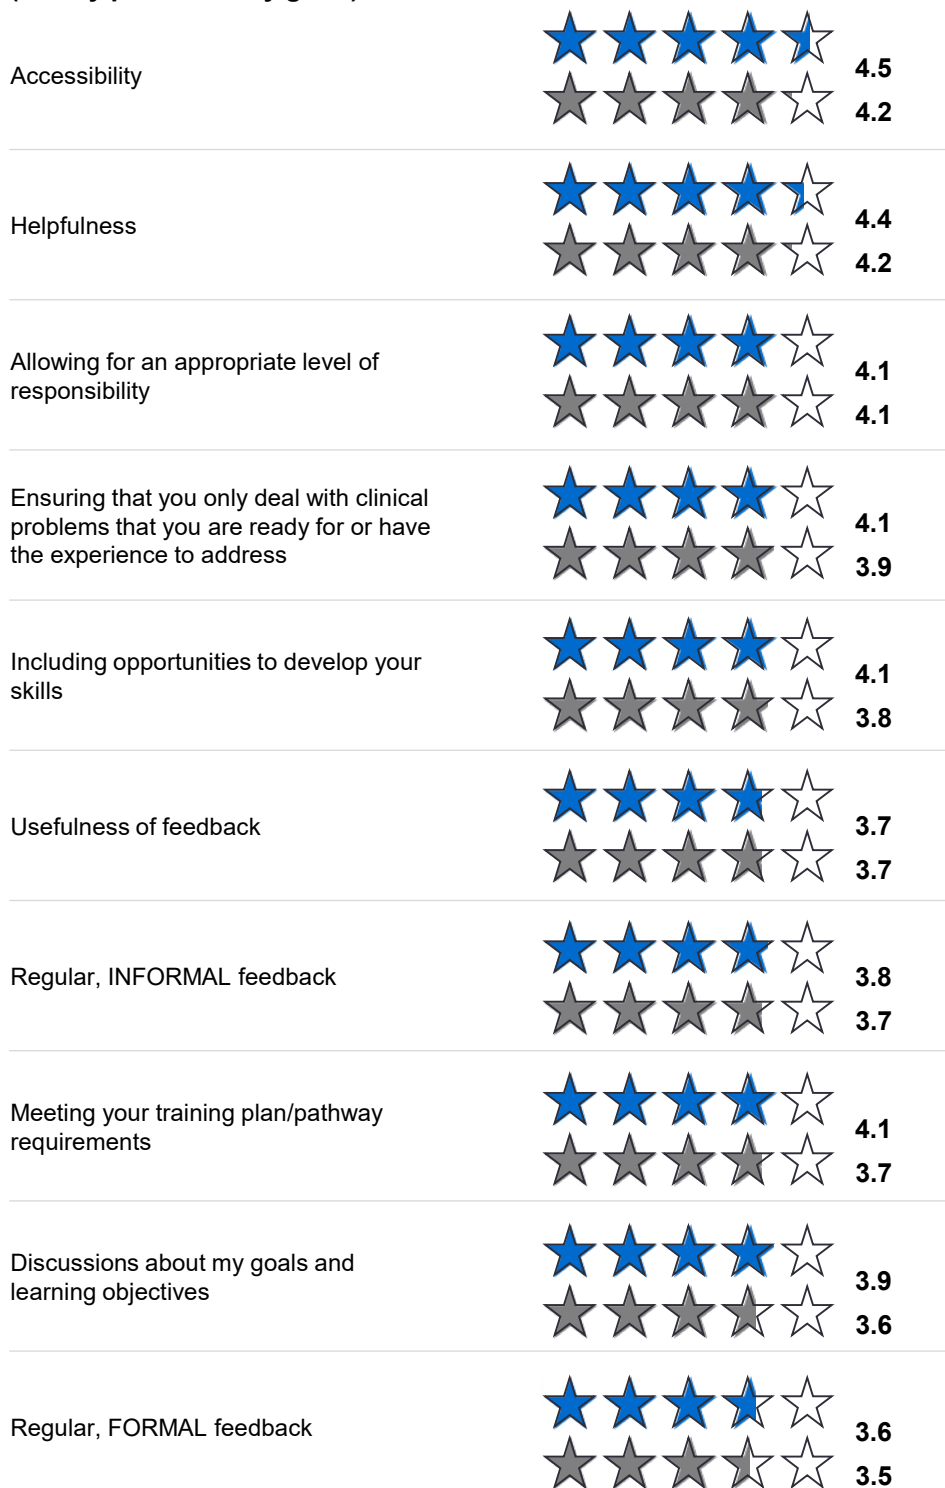 Accessibility
4.5
4.2
Helpfulness
4.4
4.2
Allowing for an appropriate level of
responsibility
4.1
4.1
Ensuring that you only deal with clinical
problems that you are ready for or have
the experience to address
4.1
3.9
Including opportunities to develop your
skills
4.1
3.8
Usefulness of feedback
3.7
3.7
Regular, INFORMAL feedback
3.8
3.7
Meeting your training plan/pathway
requirements
4.1
3.7
Discussions about my goals and
learning objectives
3.9
3.6
Regular, FORMAL feedback
3.6
3.5